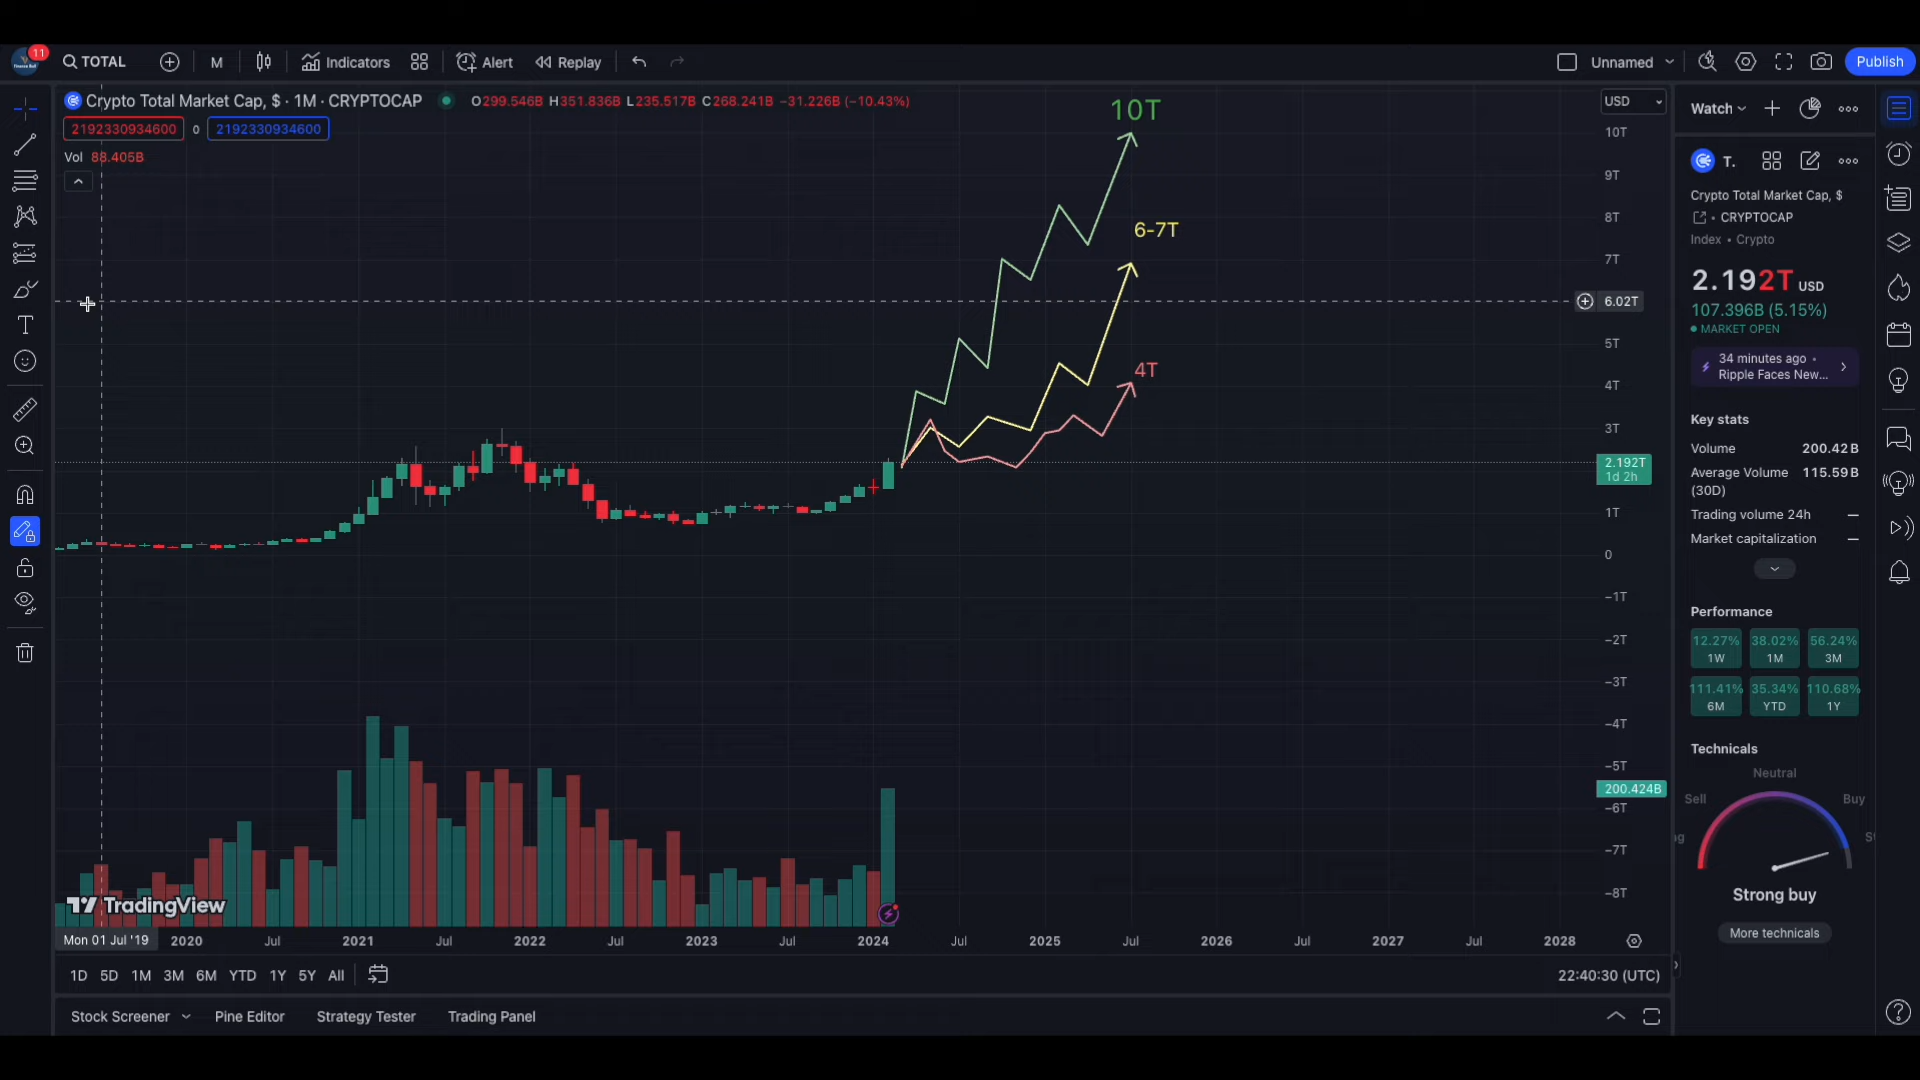 11
TOTAL
M
Indicators
Alert
Replay
Unnamed
Publish
Crypto Total Market Cap, $ · 1M · CRYPTOCAP
O299.546B H351.836B L235.517B C268.241B −31.226B (−10.43%)
2192330934600 0 2192330934600
Vol 88.405B
USD
10T
6-7T
4T
10T
9T
8T
7T
6.02T
5T
4T
3T
2.192T
1d 2h
1T
0
−1T
−2T
−3T
−4T
−5T
200.424B
−6T
−7T
−8T
TradingView
Mon 01 Jul '19 2020 Jul 2021 Jul 2022 Jul 2023 Jul 2024 Jul 2025 Jul 2026 Jul 2027 Jul 2028
1D 5D 1M 3M 6M YTD 1Y 5Y All
22:40:30 (UTC)
Stock Screener Pine Editor Strategy Tester Trading Panel
Watch
T.
Crypto Total Market Cap, $
• CRYPTOCAP
Index • Crypto
2.192T USD
107.396B (5.15%)
MARKET OPEN
34 minutes ago •
Ripple Faces New...
Key stats
Volume 200.42B
Average Volume (30D) 115.59B
Trading volume 24h —
Market capitalization —
Performance
12.27% 38.02% 56.24%
1W 1M 3M
111.41% 35.34% 110.68%
6M YTD 1Y
Technicals
Neutral
Sell Buy
Strong buy
More technicals